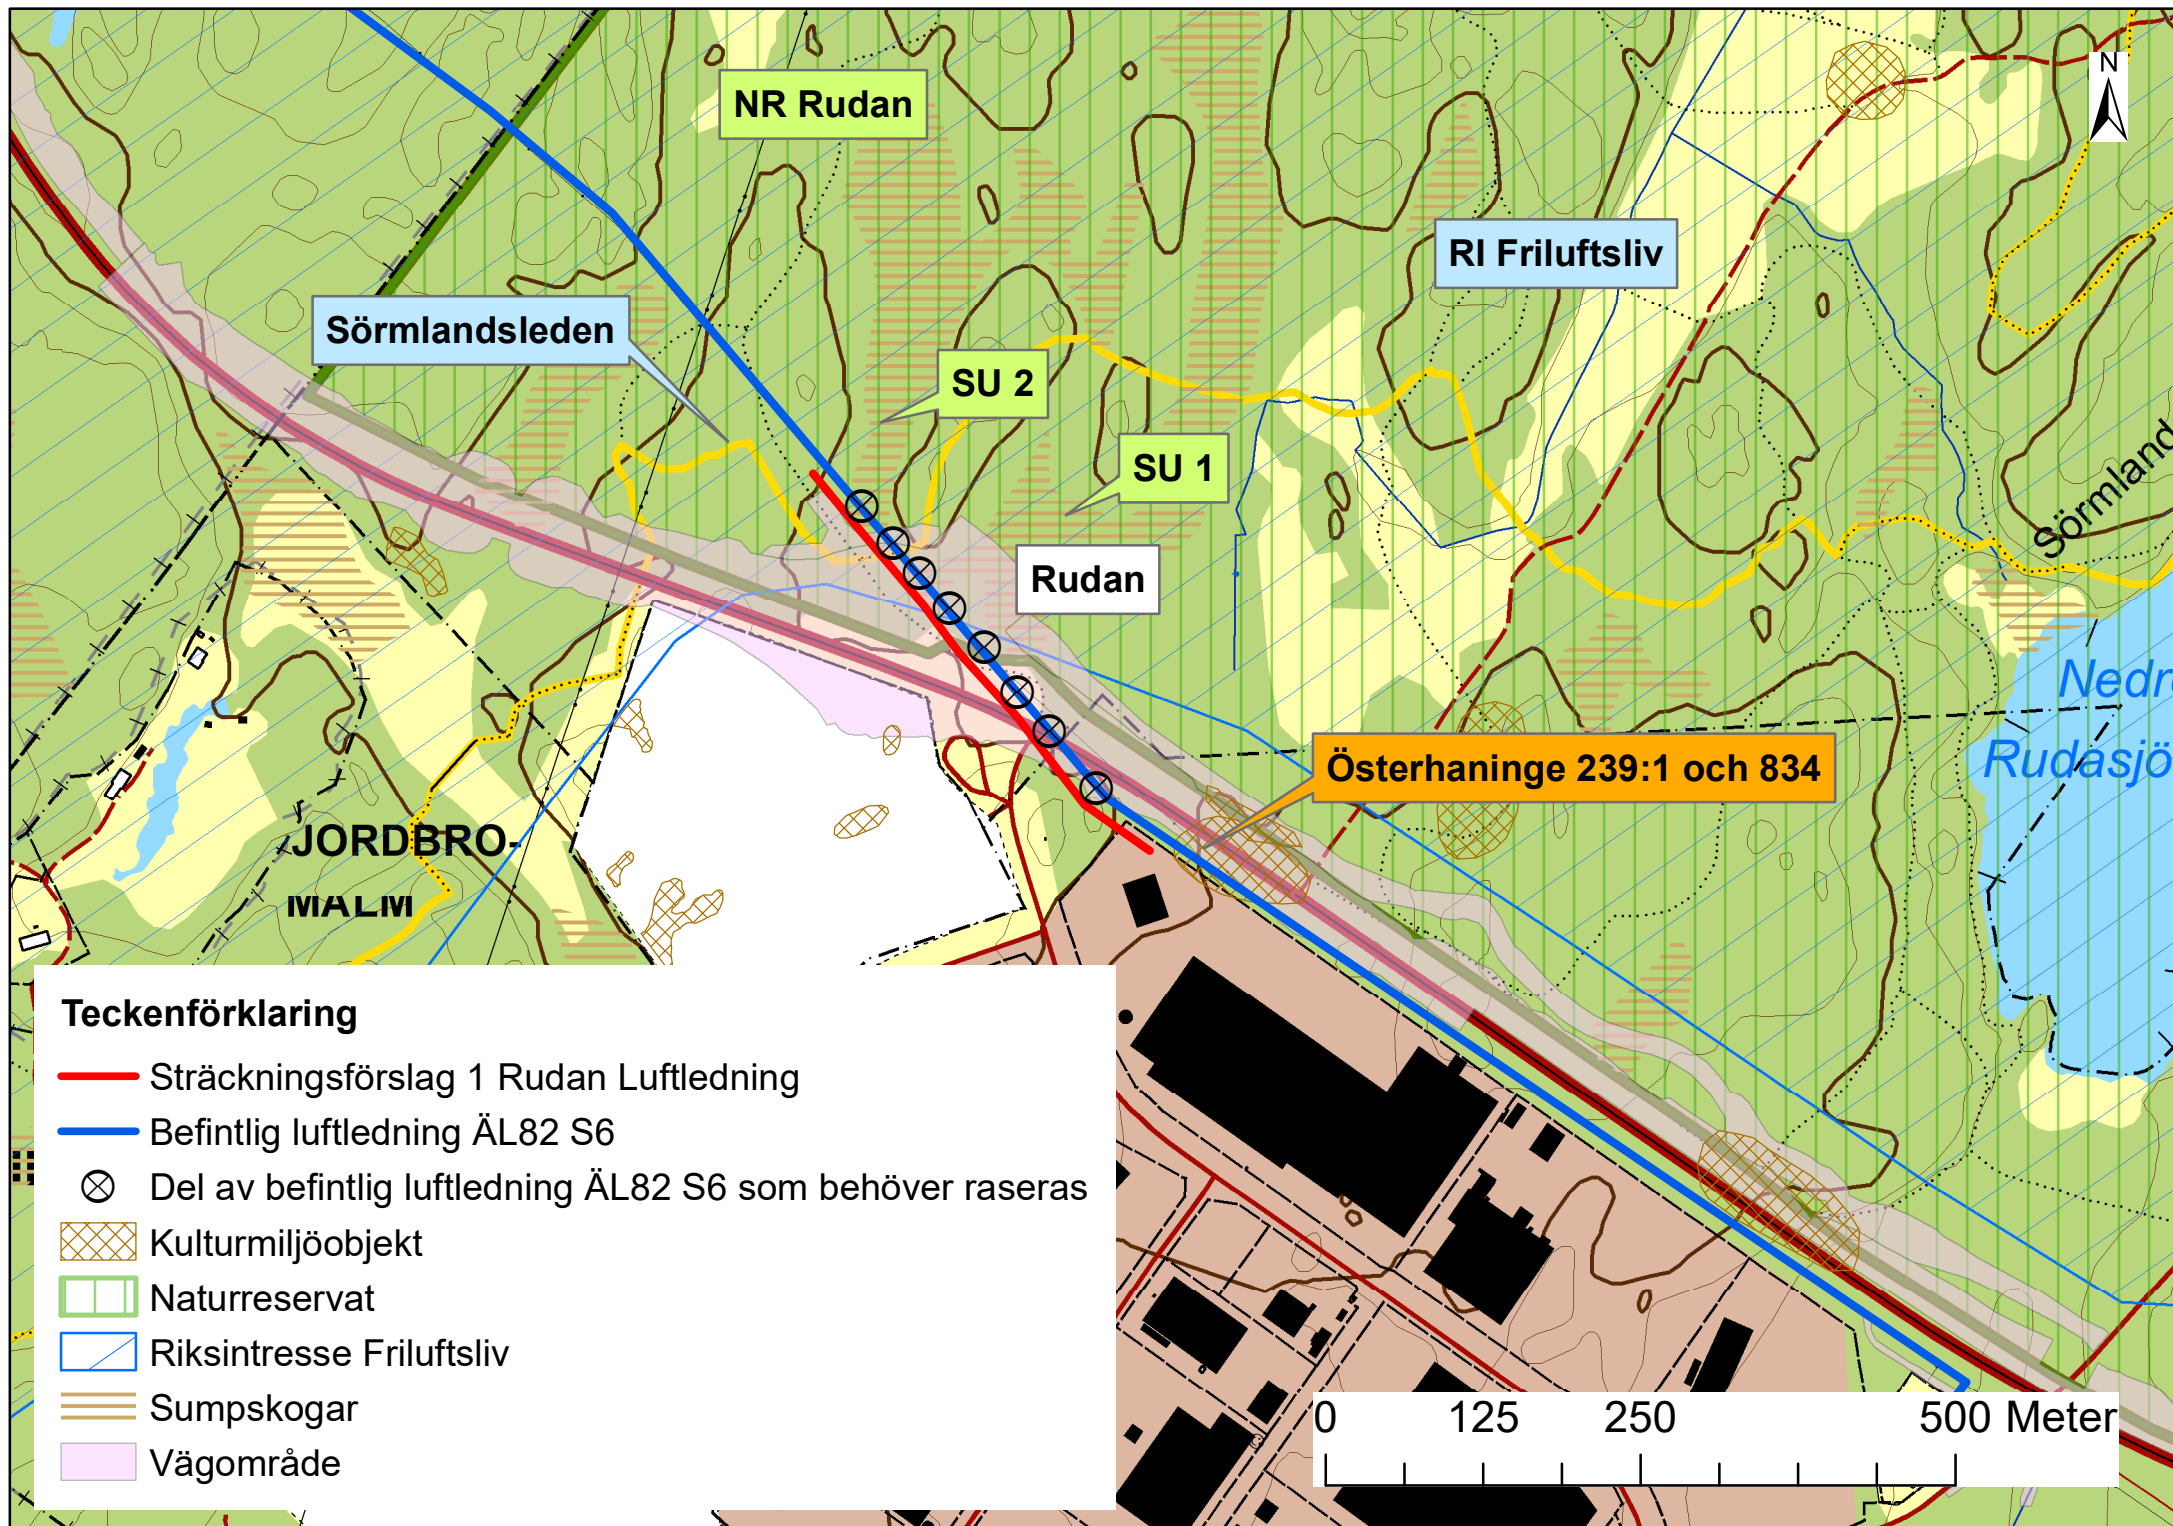 N
NR Rudan
RI Friluftsliv
Sörmlandsleden
SU 2
SU 1
Sörmland
Rudan
Nedr
Rudasjö
Österhaninge 239:1 och 834
JORDBRO-
MALM
Teckenförklaring
Sträckningsförslag 1 Rudan Luftledning
Befintlig luftledning ÄL82 S6
Del av befintlig luftledning ÄL82 S6 som behöver raseras
Kulturmiljöobjekt
Naturreservat
Riksintresse Friluftsliv
Sumpskogar
Vägområde
0 125 250 500 Meter